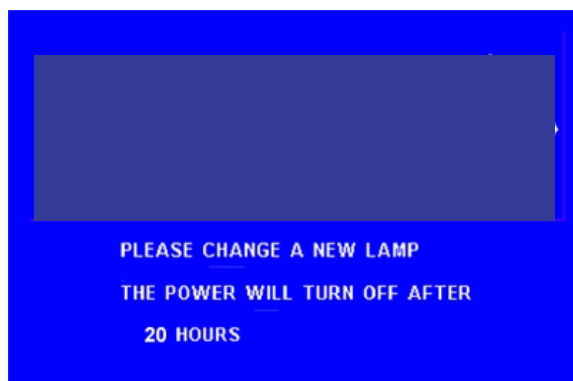 PLEASE CHANGE A NEW LAMP
THE POWER WILL TURN OFF AFTER
20 HOURS